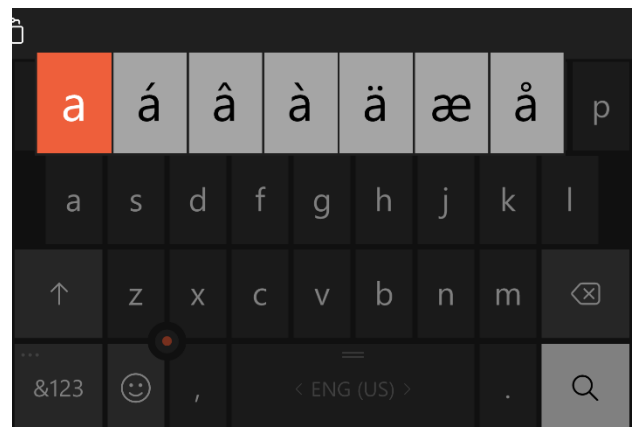 a á â à ä æ å p
a s d f g h j k l
z x c v b n m
&123 , < ENG (US) > .